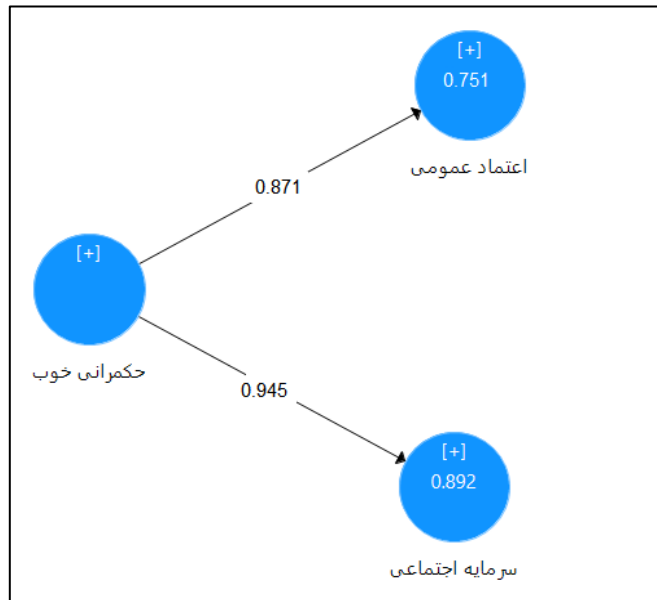 [+]
0.751
اعتماد عمومی
0.871
[+]
حکمرانی خوب
0.945
[+]
0.892
سرمایه اجتماعی